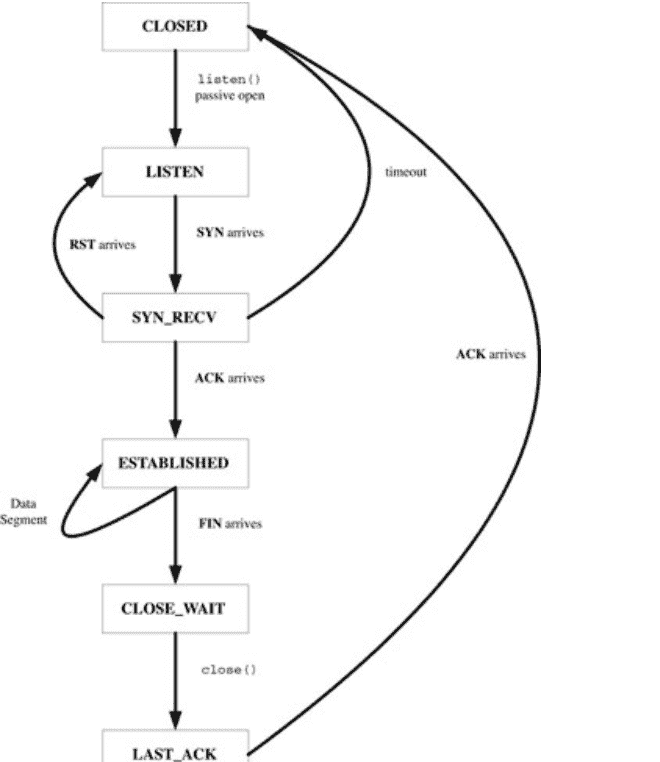 CLOSED
listen()
passive open
LISTEN
timeout
SYN arrives
RST arrives
SYN_RECV
ACK arrives
ACK arrives
ESTABLISHED
Data
Segment
FIN arrives
CLOSE_WAIT
close()
LAST_ACK